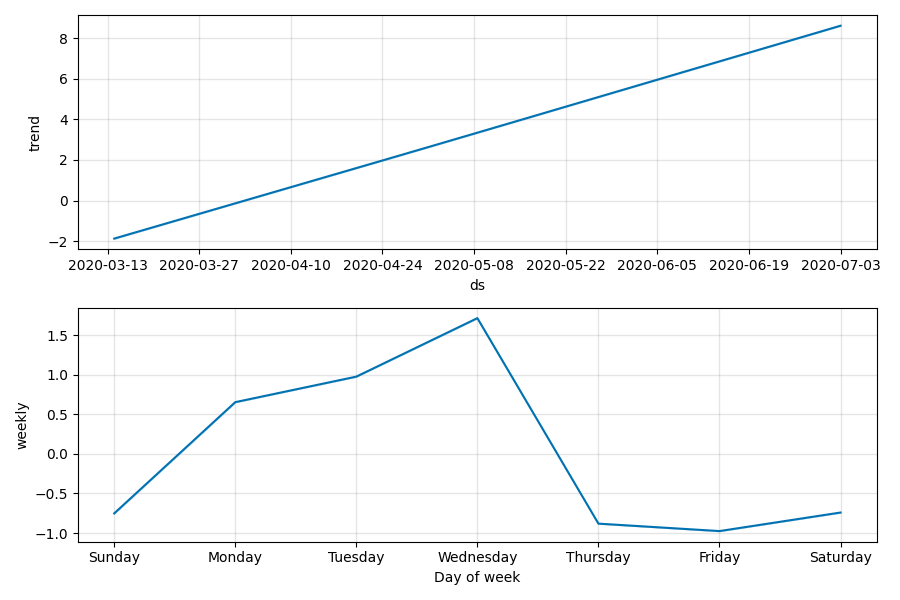 8
6
4
2
0
−2
trend
2020-03-13 2020-03-27 2020-04-10 2020-04-24 2020-05-08 2020-05-22 2020-06-05 2020-06-19 2020-07-03
ds
1.5
1.0
0.5
0.0
−0.5
−1.0
weekly
Sunday Monday Tuesday Wednesday Thursday Friday Saturday
Day of week